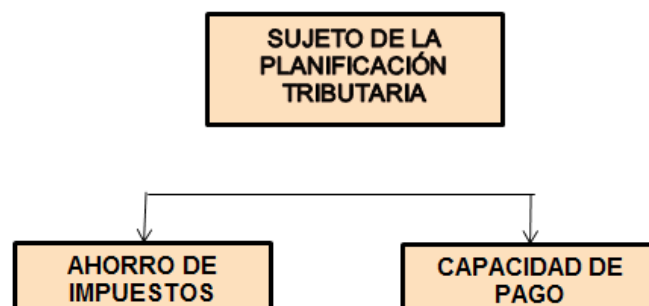 SUJETO DE LA
PLANIFICACIÓN
TRIBUTARIA
AHORRO DE
IMPUESTOS
CAPACIDAD DE
PAGO